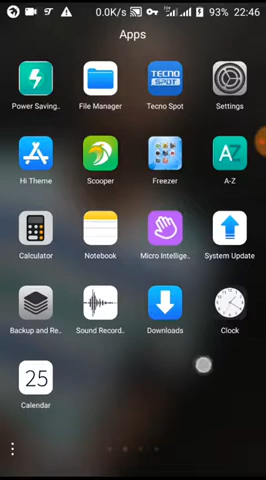 0.0K/s 93% 22:46
Apps
TECNO
SPOT
Power Saving.. File Manager Tecno Spot Settings
A-Z
Hi Theme Scooper Freezer A-Z
Calculator Notebook Micro Intellige.. System Update
Backup and Re.. Sound Record.. Downloads Clock
25
Calendar